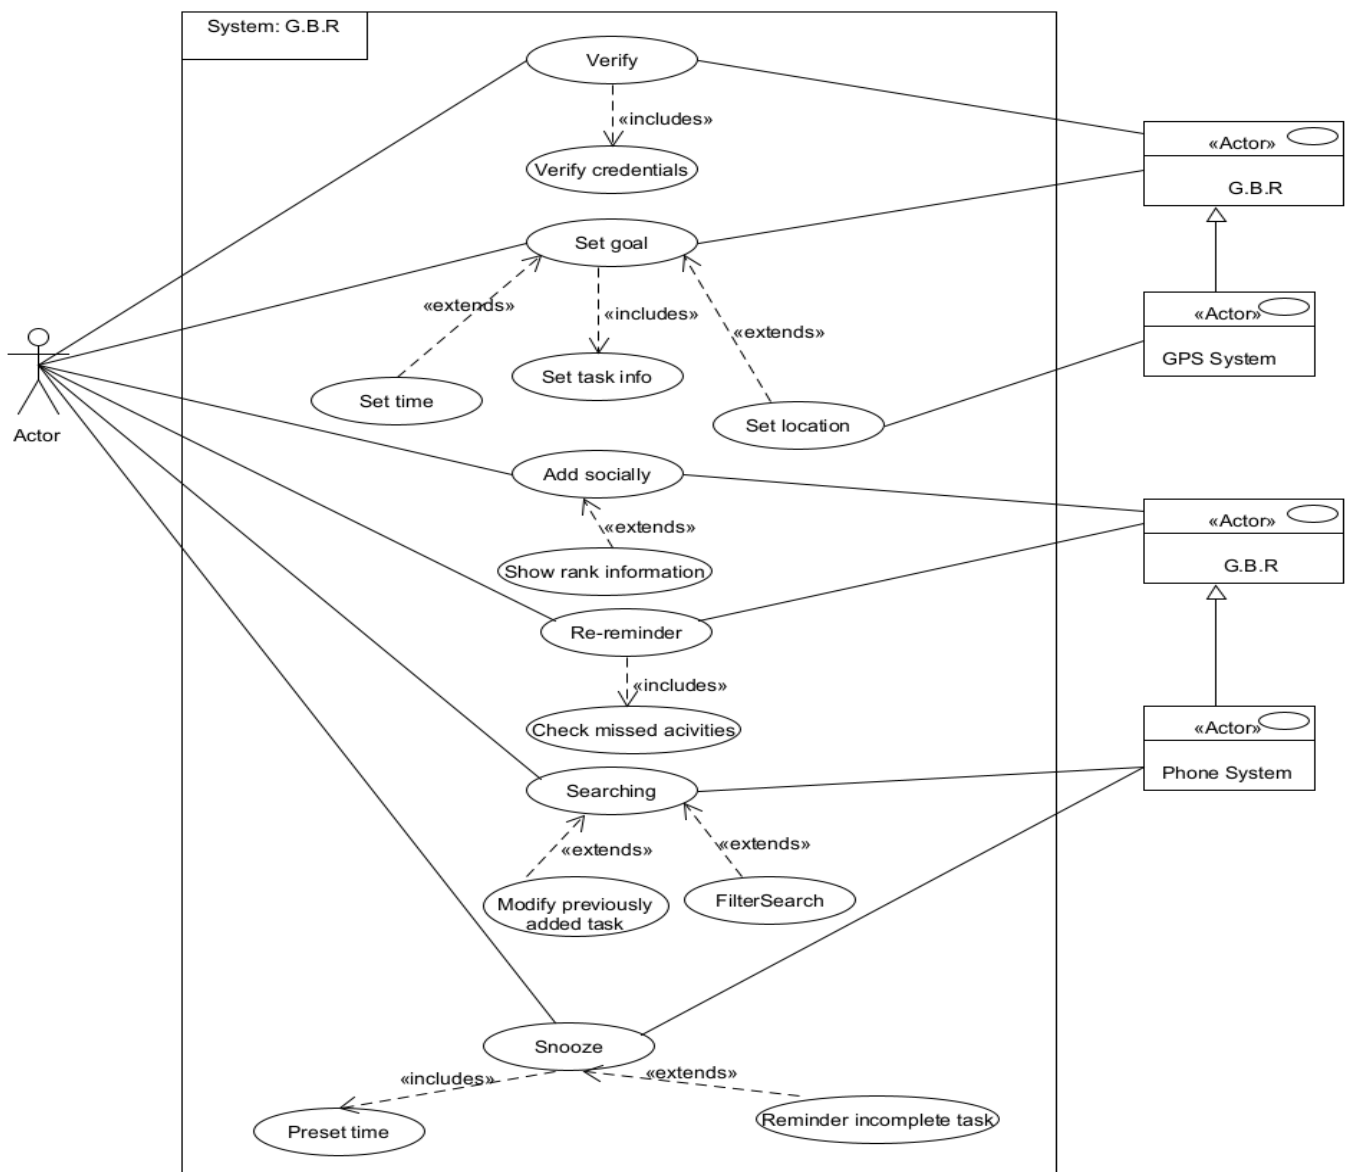 System: G.B.R
Verify
«includes»
Verify credentials
«Actor»
G.B.R
Set goal
«extends»
«includes»
«extends»
«Actor»
GPS System
Set time
Set task info
Set location
Actor
Add socially
«extends»
Show rank information
«Actor»
G.B.R
Re-reminder
«includes»
Check missed acivities
«Actor»
Phone System
Searching
«extends»
«extends»
Modify previously
added task
FilterSearch
Snooze
«includes»
«extends»
Preset time
Reminder incomplete task